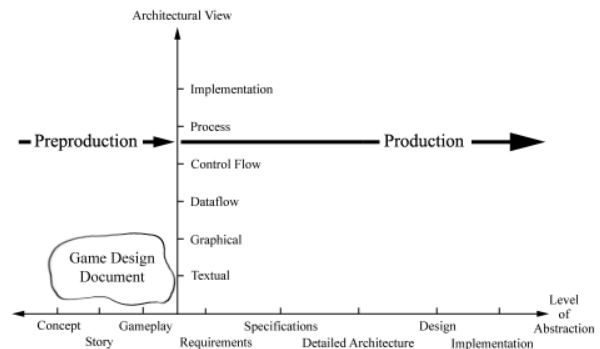 Architectural View
Implementation
Process
Preproduction
Production
Control Flow
Dataflow
Graphical
Game Design
Document
Textual
Level
of
Abstraction
Concept
Gameplay
Specifications
Design
Story
Requirements
Detailed Architecture
Implementation